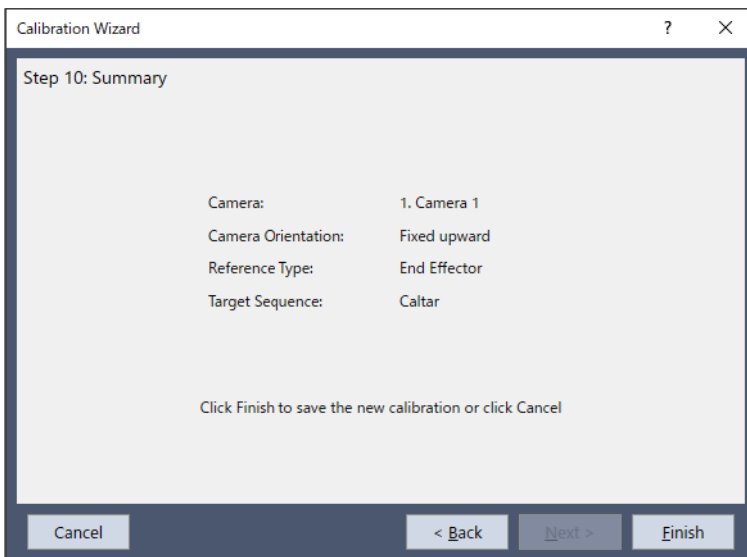 Calibration Wizard ?
Step 10: Summary
Camera: 1. Camera 1
Camera Orientation: Fixed upward
Reference Type: End Effector
Target Sequence: Caltar
Click Finish to save the new calibration or click Cancel
Cancel < Back Next > Finish